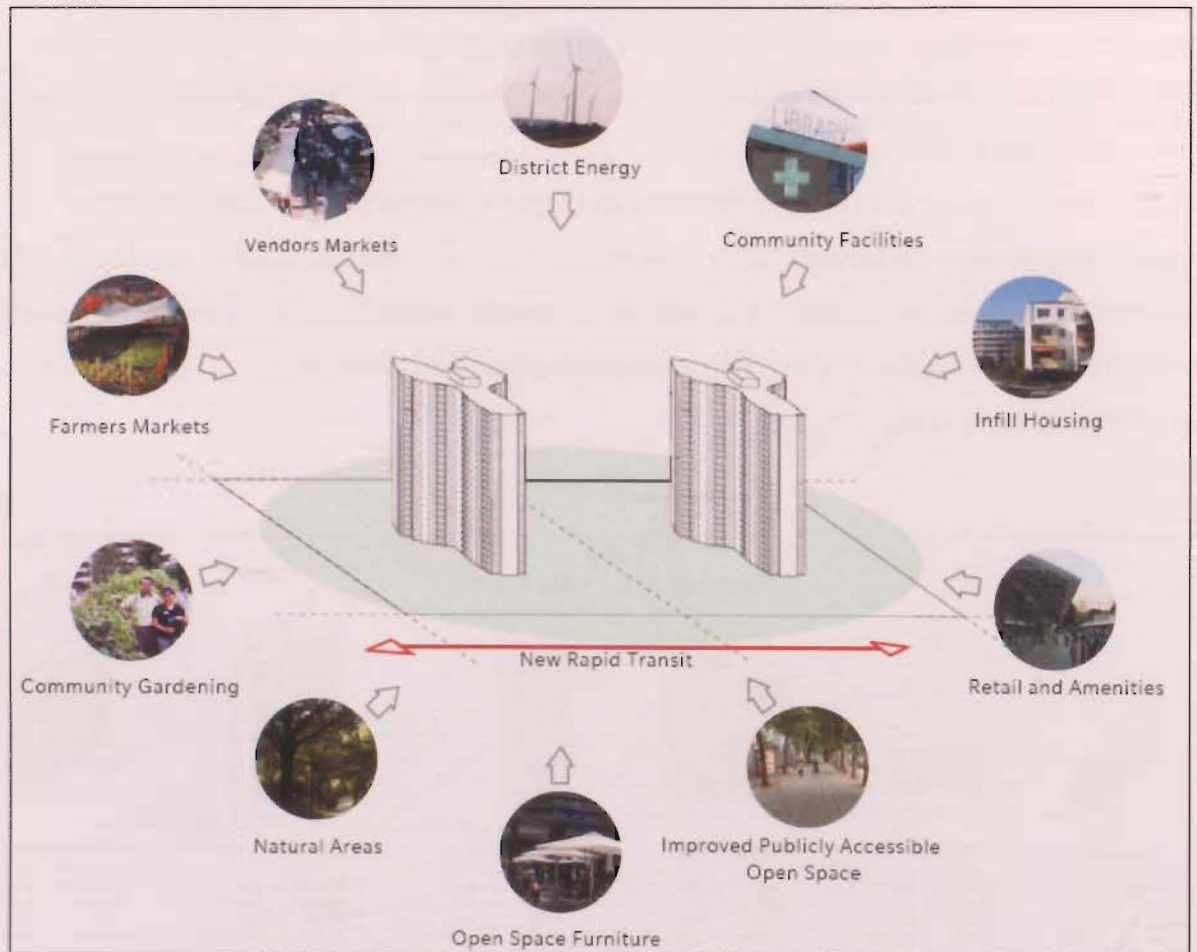 District Energy
LIBRARY
Vendors Markets
Community Facilities
Farmers Markets
Infill Housing
New Rapid Transit
Community Gardening
Retail and Amenities
Natural Areas
Improved Publicly Accessible
Open Space
Open Space Furniture